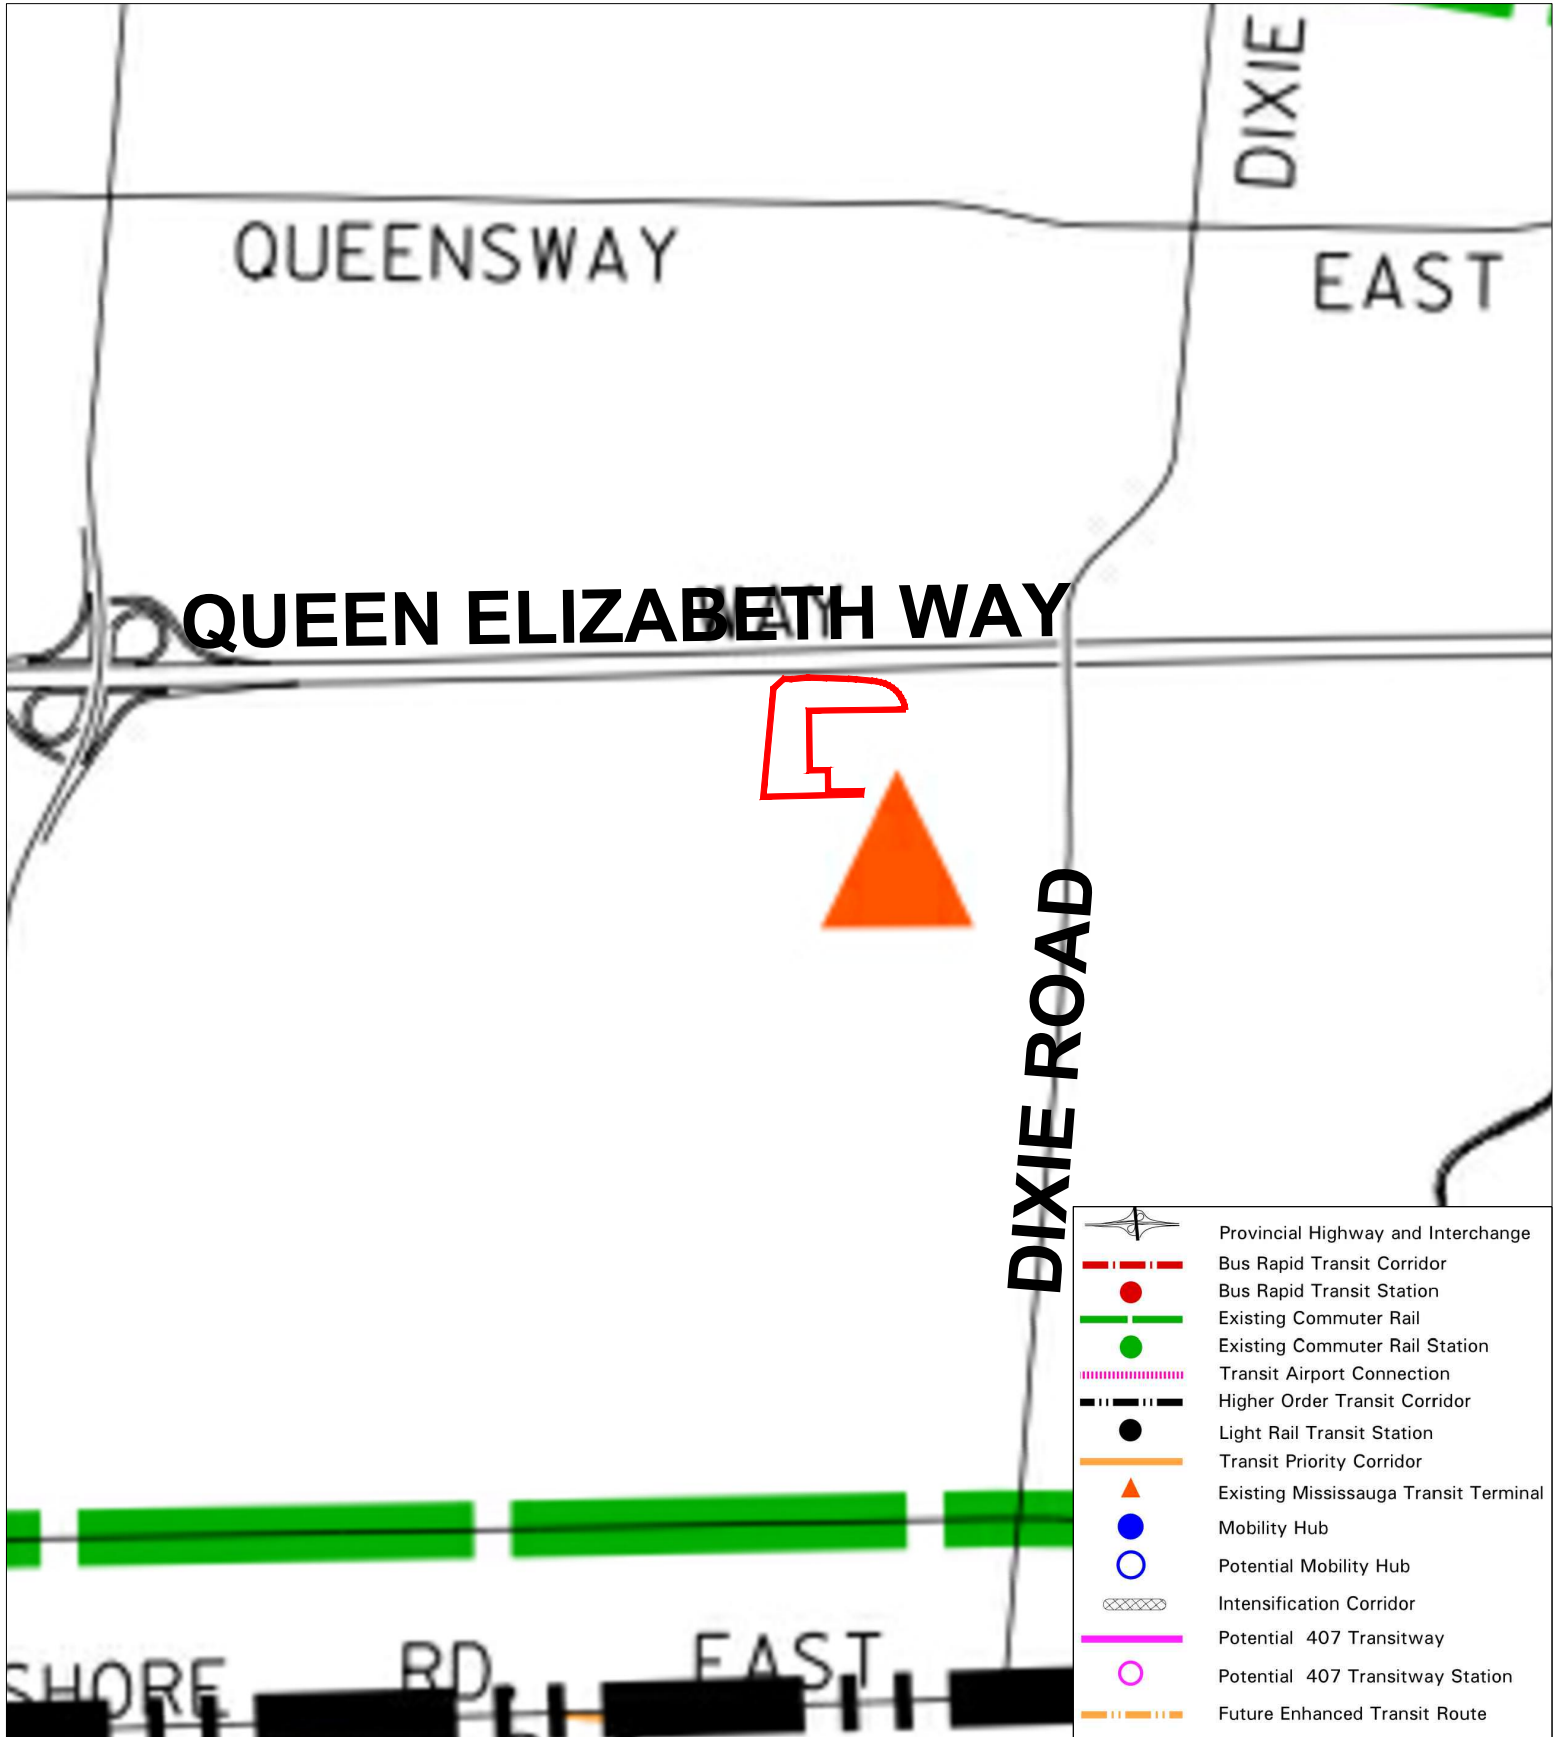 DIXIE
QUEENSWAY
EAST
WAY
QUEEN ELIZABETH WAY
DIXIE ROAD
Provincial Highway and Interchange
Bus Rapid Transit Corridor
Bus Rapid Transit Station
Existing Commuter Rail
Existing Commuter Rail Station
Transit Airport Connection
Higher Order Transit Corridor
Light Rail Transit Station
Transit Priority Corridor
Existing Mississauga Transit Terminal
Mobility Hub
Potential Mobility Hub
Intensification Corridor
Potential 407 Transitway
Potential 407 Transitway Station
Future Enhanced Transit Route
SHORE RD. EAST